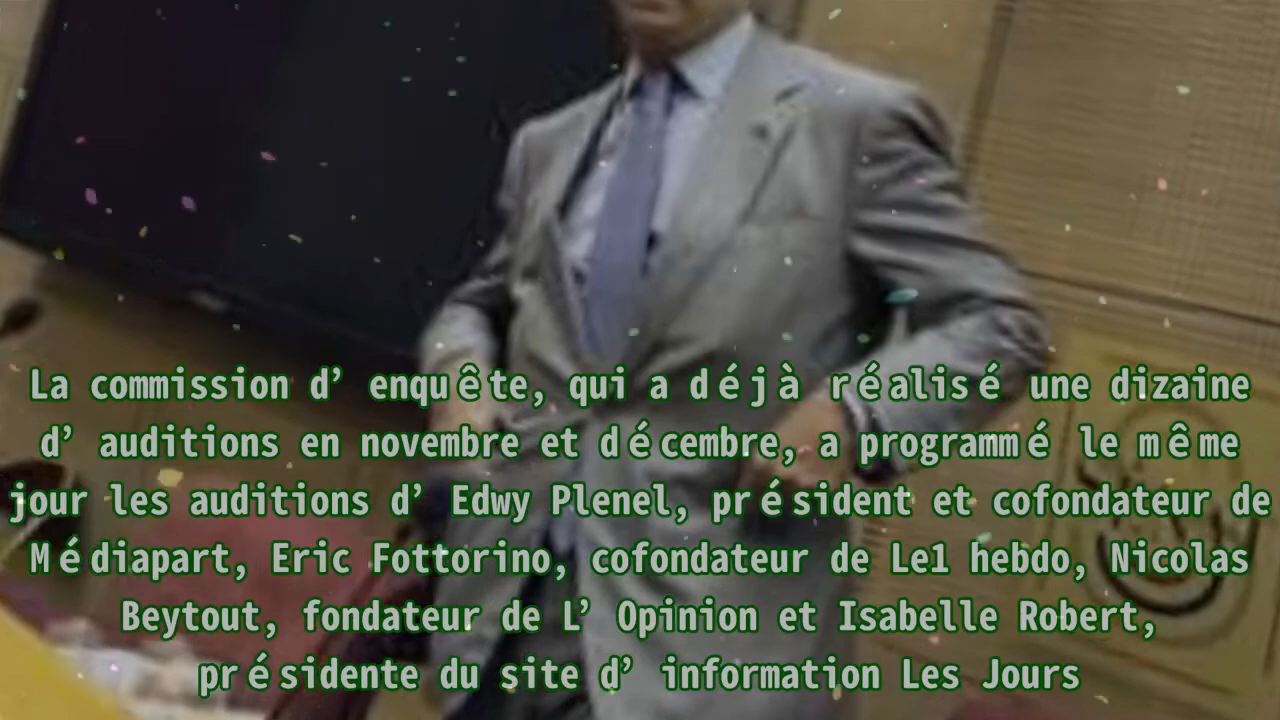 La commission d’ enquête, qui a déjà réalisé une dizaine
d’ auditions en novembre et décembre, a programmé le même
jour les auditions d’ Edwy Plenel, président et cofondateur de
Médiapart, Eric Fottorino, cofondateur de Le1 hebdo, Nicolas
Beytout, fondateur de L’ Opinion et Isabelle Robert,
présidente du site d’ information Les Jours